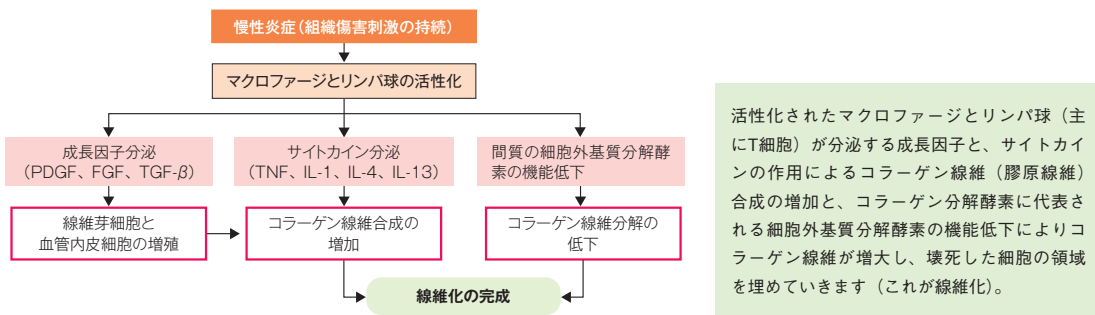 慢性炎症(組織傷害刺激の持続)
マクロファージとリンパ球の活性化
成長因子分泌
(PDGF、FGF、TGF-β)
サイトカイン分泌
(TNF、IL-1、IL-4、IL-13)
間質の細胞外基質分解酵
素の機能低下
線維芽細胞と
血管内皮細胞の増殖
コラーゲン線維合成の
増加
コラーゲン線維分解の
低下
線維化の完成
活性化されたマクロファージとリンパ球（主
にT細胞）が分泌する成長因子と、サイトカイ
ンの作用によるコラーゲン線維（膠原線維）
合成の増加と、コラーゲン分解酵素に代表さ
れる細胞外基質分解酵素の機能低下によりコ
ラーゲン線維が増大し、壊死した細胞の領域
を埋めていきます（これが線維化）。